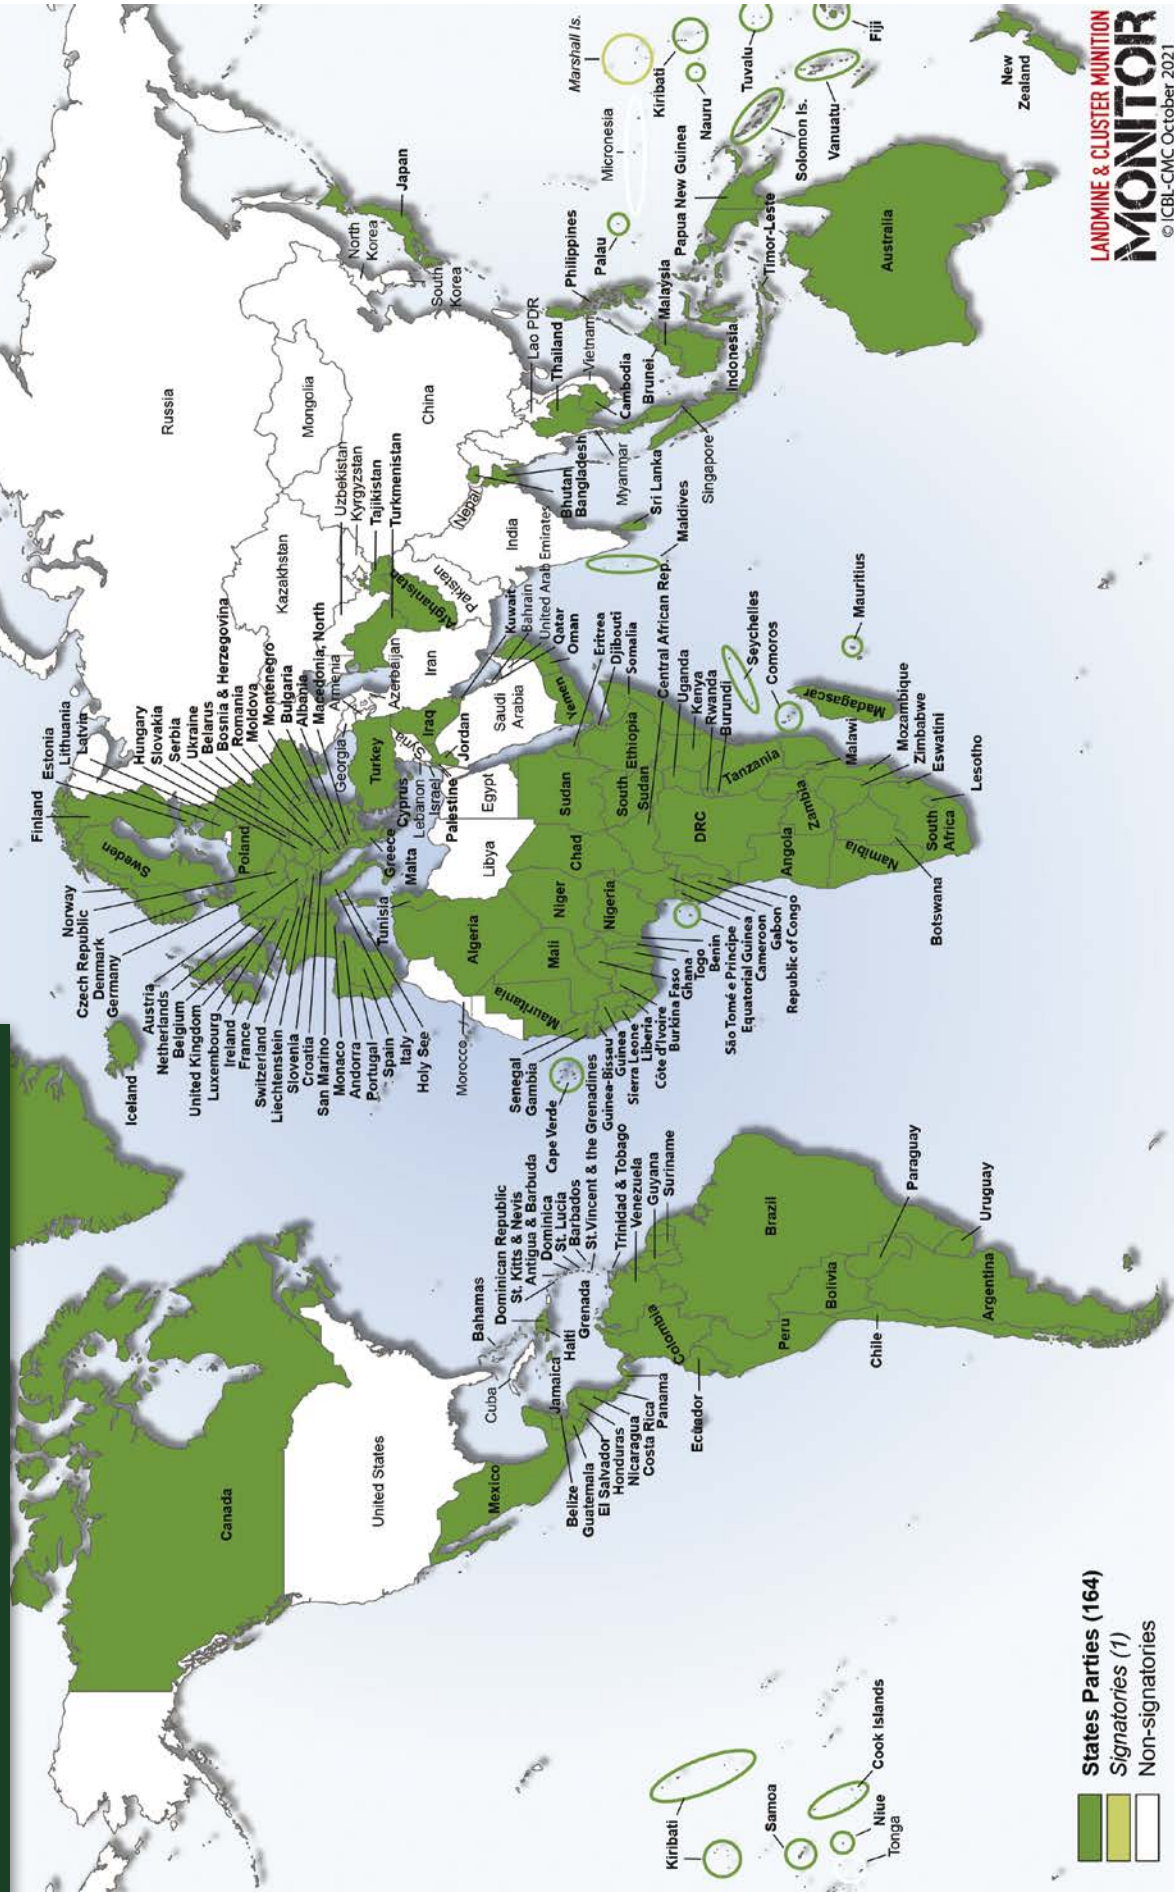 Canada
United States
Mexico
Cuba
Bahamas
Dominican Republic
St. Kitts & Nevis
Antigua & Barbuda
Dominica
St. Lucia
Barbados
St. Vincent & the Grenadines
Trinidad & Tobago
Venezuela
Guyana
Suriname
Jamaica
Haiti
Grenada
Belize
Guatemala
El Salvador
Honduras
Nicaragua
Costa Rica
Panama
Ecuador
Colombia
Peru
Brazil
Bolivia
Chile
Paraguay
Uruguay
Argentina
Kiribati
Samoa
Cook Islands
Niue
Tonga
Iceland
Norway
Czech Republic
Denmark
Germany
Austria
Netherlands
Belgium
United Kingdom
Luxembourg
Ireland
France
Switzerland
Liechtenstein
Slovenia
Croatia
San Marino
Monaco
Andorra
Portugal
Spain
Italy
Holy See
Finland
Sweden
Poland
Estonia
Lithuania
Latvia
Hungary
Slovakia
Serbia
Ukraine
Belarus
Bosnia & Herzegovina
Romania
Moldova
Montenegro
Bulgaria
Albania
Macedonia, North
Armenia
Georgia
Azerbaijan
Turkey
Greece
Malta
Cyprus
Lebanon
Israel
Palestine
Syria
Iraq
Jordan
Iran
Saudi
Arabia
Kuwait
Bahrain
United Arab Emirates
Qatar
Oman
Yemen
Morocco
Tunisia
Algeria
Libya
Egypt
Mauritania
Mali
Niger
Chad
Sudan
Nigeria
South
Sudan
Ethiopia
Eritrea
Djibouti
Somalia
Central African Rep.
Uganda
Kenya
Rwanda
Burundi
Senegal
Gambia
Cape Verde
Guinea-Bissau
Guinea
Sierra Leone
Liberia
Côte d'Ivoire
Burkina Faso
Ghana
Togo
Benin
São Tomé e Príncipe
Equatorial Guinea
Cameroon
Gabon
Republic of Congo
DRC
Tanzania
Angola
Zambia
Namibia
Botswana
South
Africa
Malawi
Mozambique
Zimbabwe
Eswatini
Lesotho
Madagascar
Comoros
Seychelles
Mauritius
Maldives
Russia
Kazakhstan
Mongolia
China
Uzbekistan
Kyrgyzstan
Tajikistan
Turkmenistan
Afghanistan
Pakistan
Nepal
India
Bhutan
Bangladesh
Myanmar
Sri Lanka
Singapore
North
Korea
South
Korea
Japan
Lao PDR
Thailand
Vietnam
Cambodia
Philippines
Palau
Brunei
Malaysia
Indonesia
Papua New Guinea
Timor-Leste
Micronesia
Marshall Is.
Kiribati
Nauru
Tuvalu
Solomon Is.
Vanuatu
Fiji
Australia
New
Zealand
States Parties (164)
Signatories (1)
Non-signatories
LANDMINE & CLUSTER MUNITION
MONITOR
© ICBL-CMC October 2021